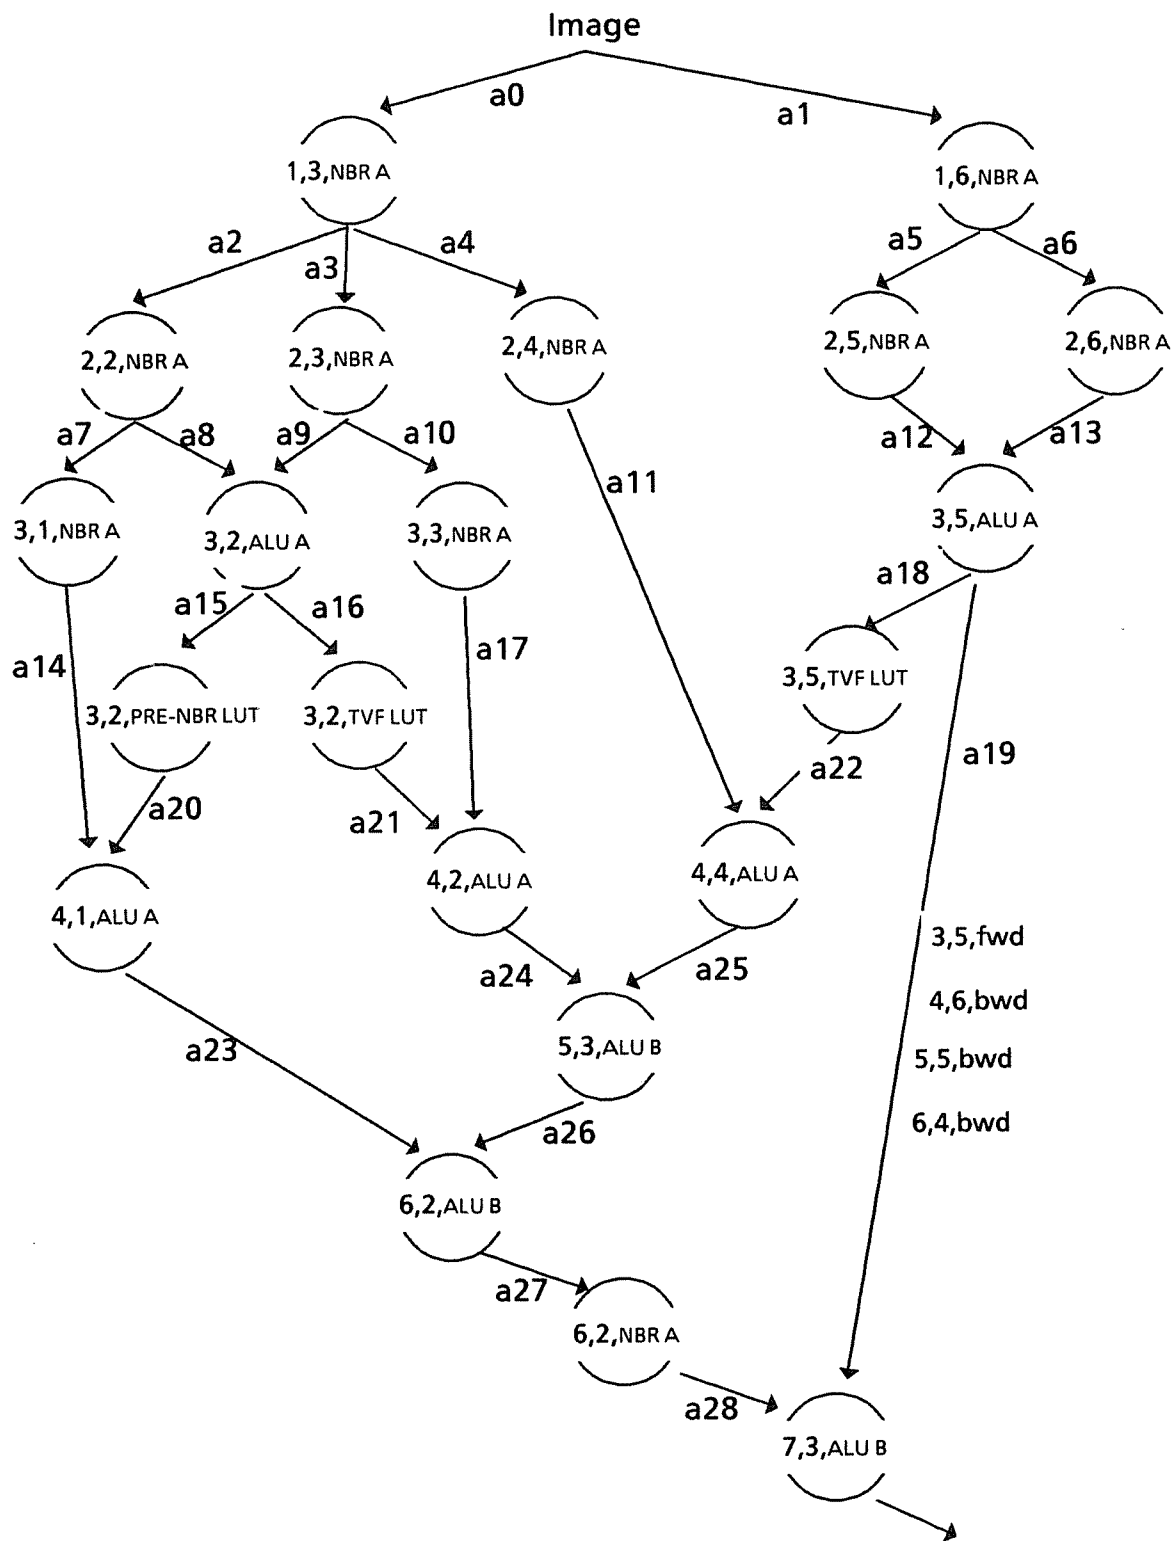 Image
a0
a1
1,3,NBR A
1,6,NBR A
a2
a3
a4
a5
a6
2,2,NBR A
2,3,NBR A
2,4,NBR A
2,5,NBR A
2,6,NBR A
a7
a8
a9
a10
a11
a12
a13
3,1,NBR A
3,2,ALU A
3,3,NBR A
3,5,ALU A
a14
a15
a16
a17
a18
a19
3,2,PRE-NBR LUT
3,2,TVF LUT
3,5,TVF LUT
a20
a21
a22
4,1,ALU A
4,2,ALU A
4,4,ALU A
3,5,fwd
4,6,bwd
5,5,bwd
6,4,bwd
a23
a24
a25
5,3,ALU B
a26
6,2,ALU B
a27
6,2,NBR A
a28
7,3,ALU B